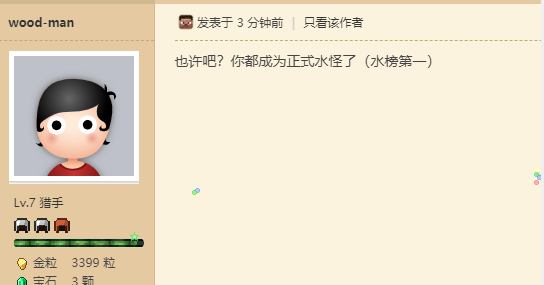 wood-man
发表于 3 分钟前 | 只看该作者
也许吧？你都成为正式水怪了（水榜第一）
Lv.7 猎手
金粒 3399 粒
宝石 3 颗